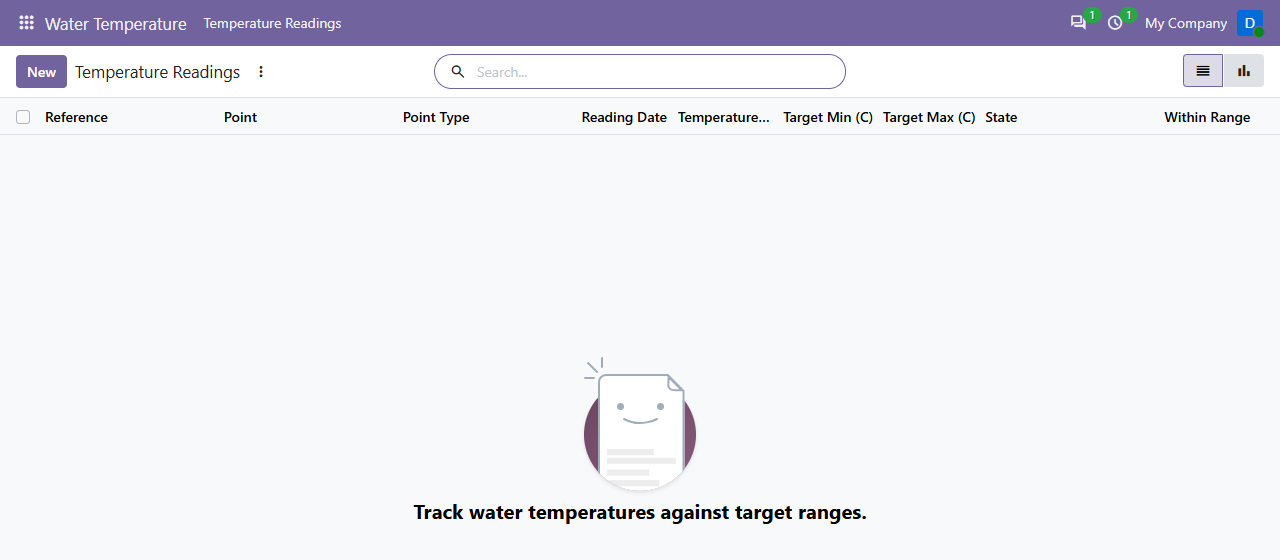 Water Temperature Temperature Readings 1 1 My Company D
New Temperature Readings Search...
Reference Point Point Type Reading Date Temperature... Target Min (C) Target Max (C) State Within Range
Track water temperatures against target ranges.